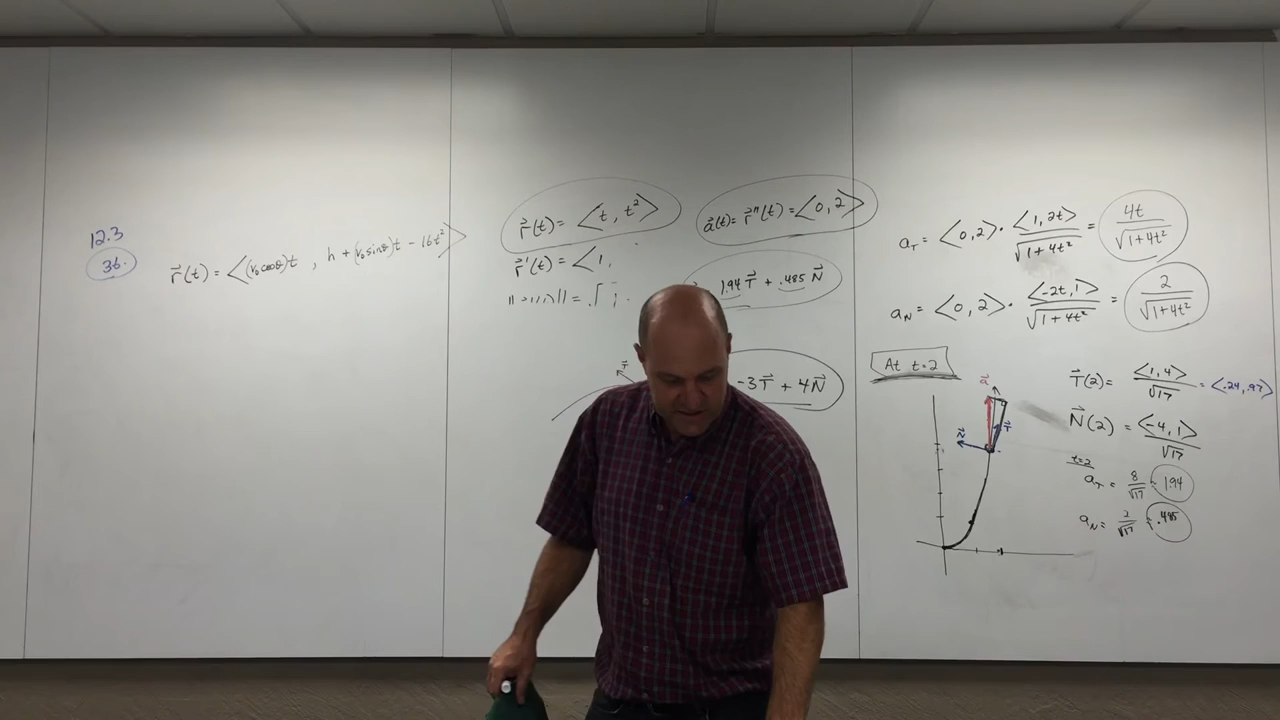 12.3
36.
r⃗(t) = <(v₀cosθ)t , h + (v₀sinθ)t - 16t²>
r⃗(t) = <t, t²>
a⃗(t) = r⃗''(t) = <0, 2>
r⃗'(t) = <1,
1.94 T⃗ + .485 N⃗
T⃗
-3T⃗ + 4N⃗
a_T = <0, 2> · <1, 2t>/√(1+4t²) = 4t/√(1+4t²)
a_N = <0, 2> · <-2t, 1>/√(1+4t²) = 2/√(1+4t²)
At t=2
a⃗
N⃗
T⃗
T⃗(2) = <1, 4>/√17 = <.24, .97>
N⃗(2) = <-4, 1>/√17
t=2
a_T = 8/√17 = 1.94
a_N = 2/√17 = .485